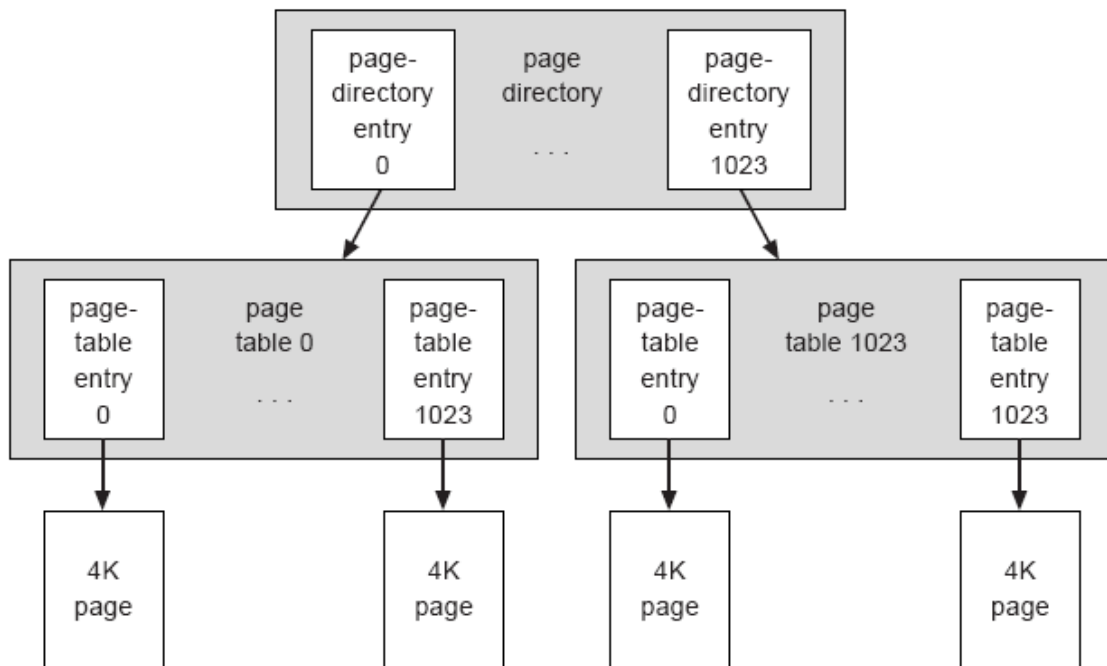 page-
directory
entry
0
page
directory
. . .
page-
directory
entry
1023
page-
table
entry
0
page
table 0
. . .
page-
table
entry
1023
page-
table
entry
0
page
table 1023
. . .
page-
table
entry
1023
4K
page
4K
page
4K
page
4K
page